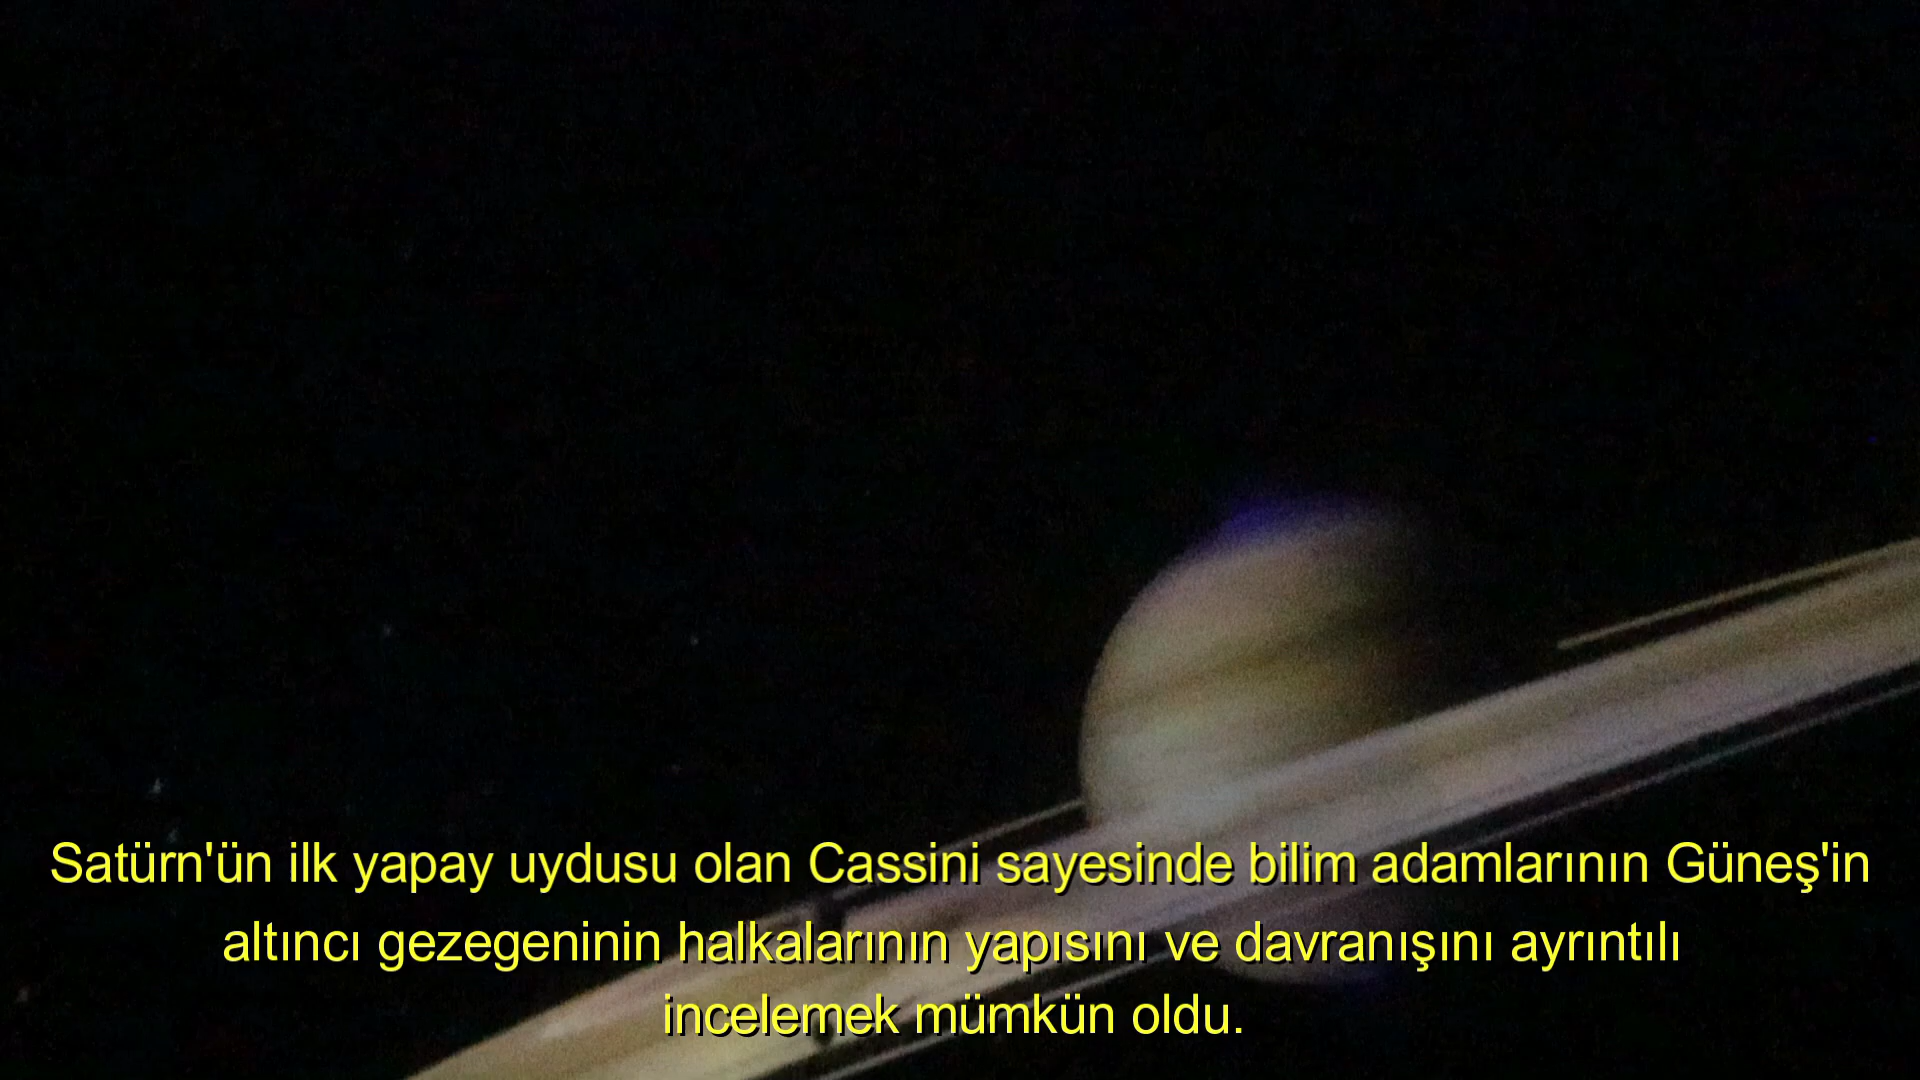 Satürn'ün ilk yapay uydusu olan Cassini sayesinde bilim adamlarının Güneş'in
altıncı gezegeninin halkalarının yapısını ve davranışını ayrıntılı
incelemek mümkün oldu.